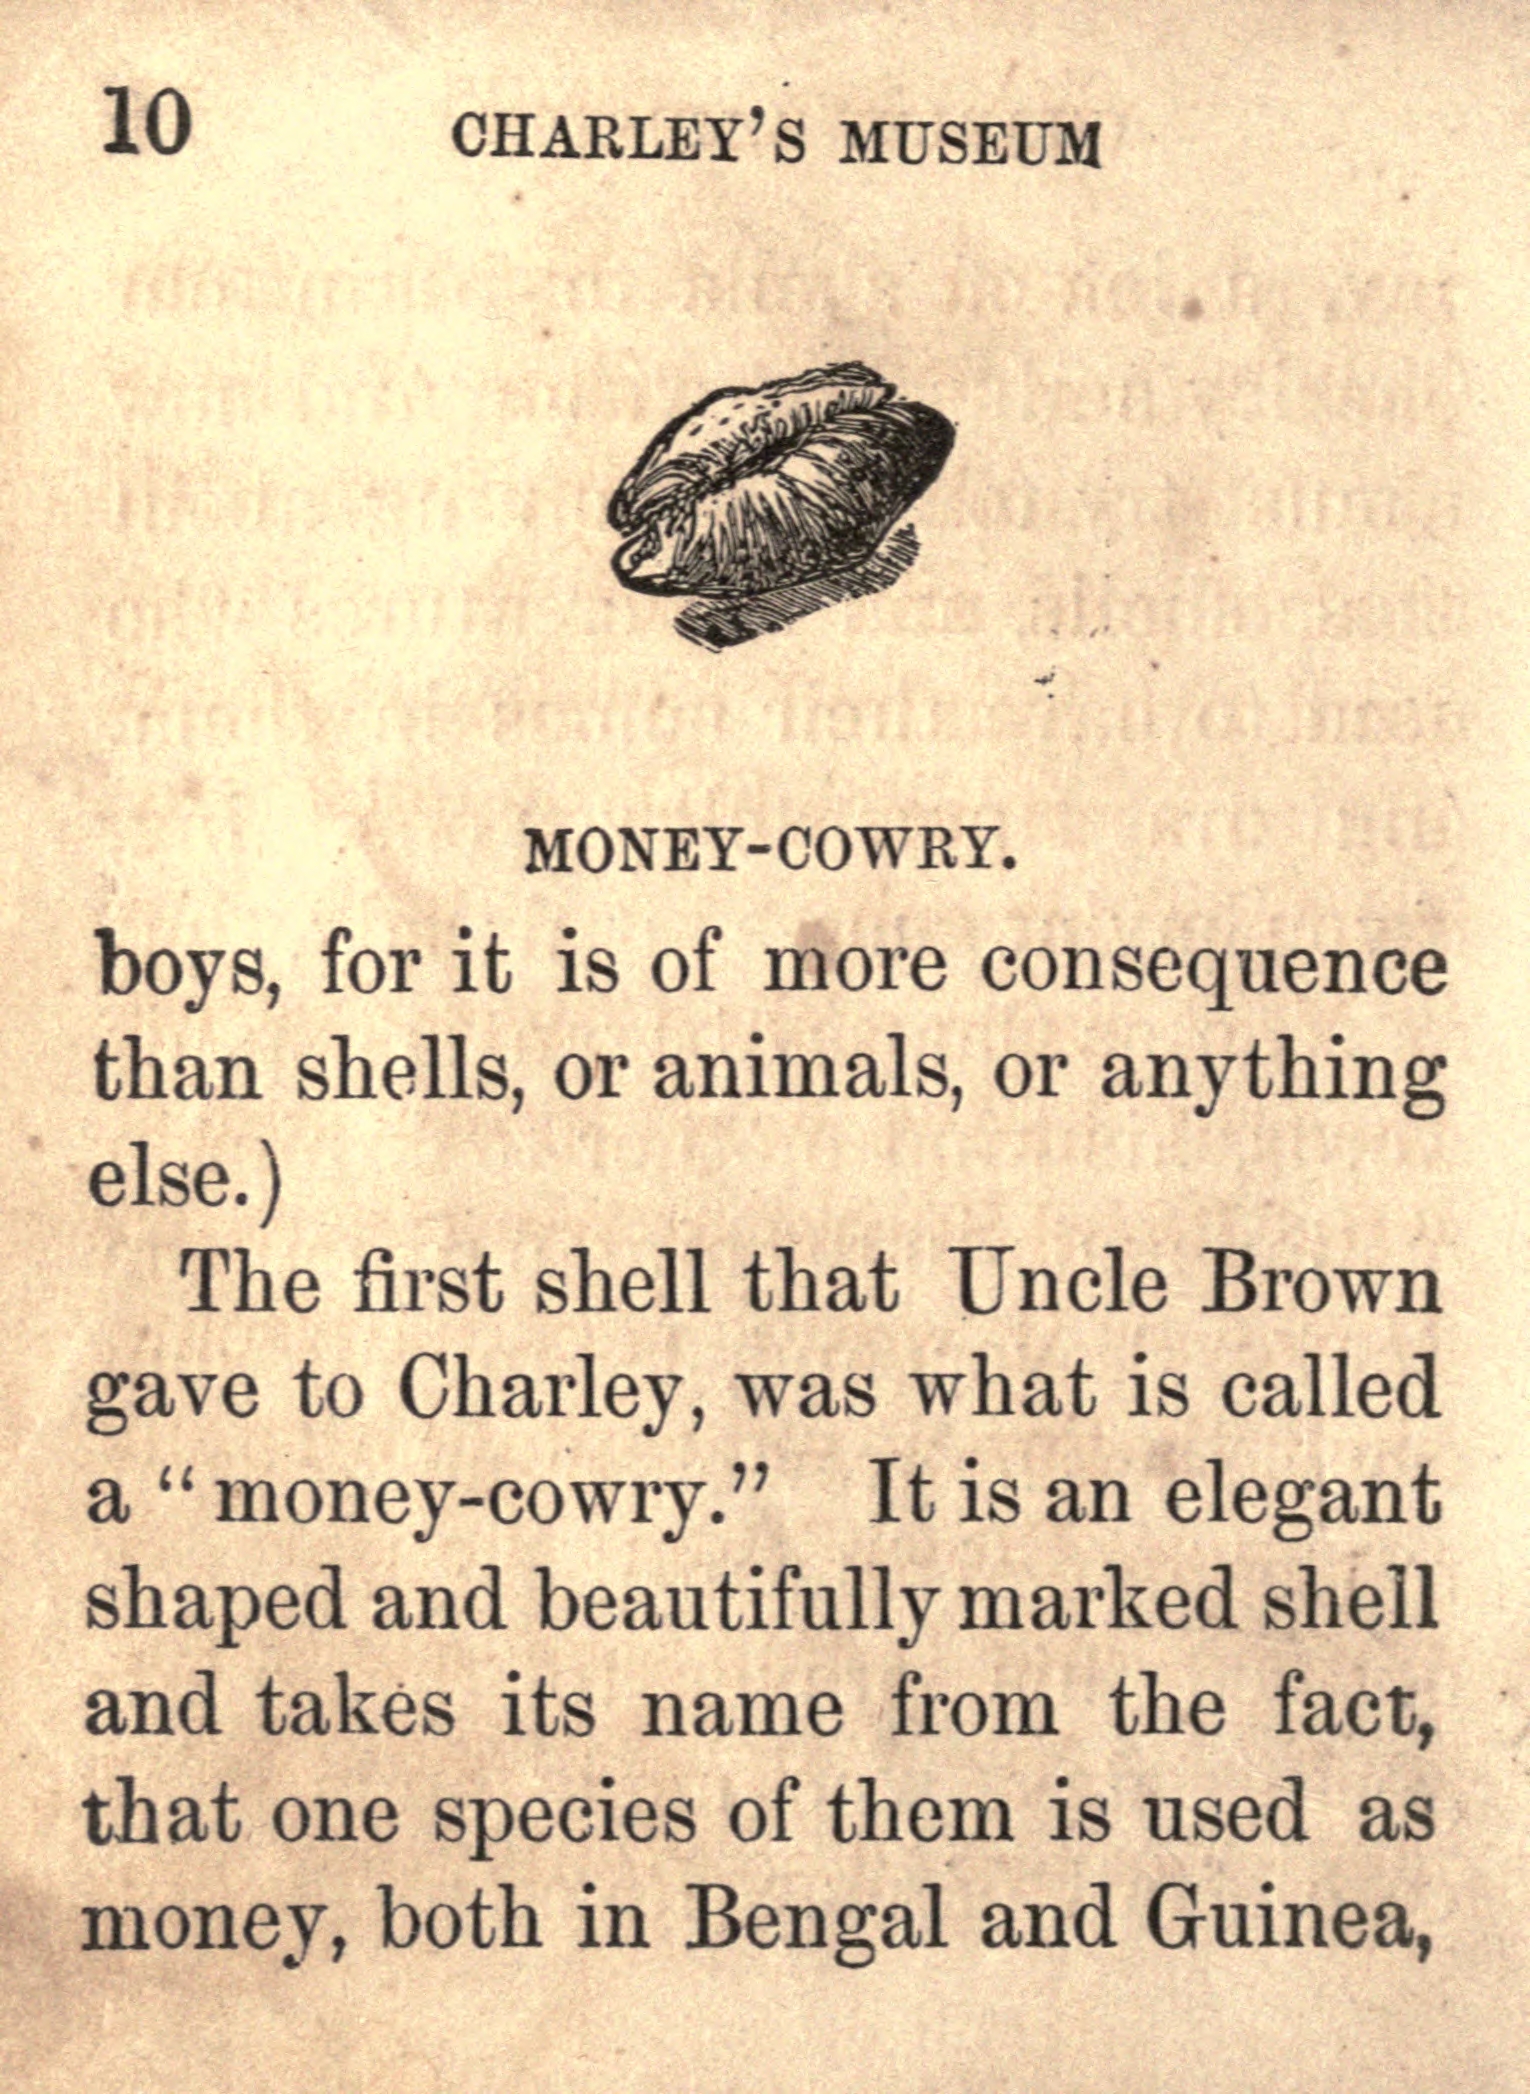 10 CHARLEY'S MUSEUM
MONEY-COWRY.
boys, for it is of more consequence
than shells, or animals, or anything
else.)
The first shell that Uncle Brown
gave to Charley, was what is called
a “money-cowry.” It is an elegant
shaped and beautifully marked shell
and takes its name from the fact,
that one species of them is used as
money, both in Bengal and Guinea,